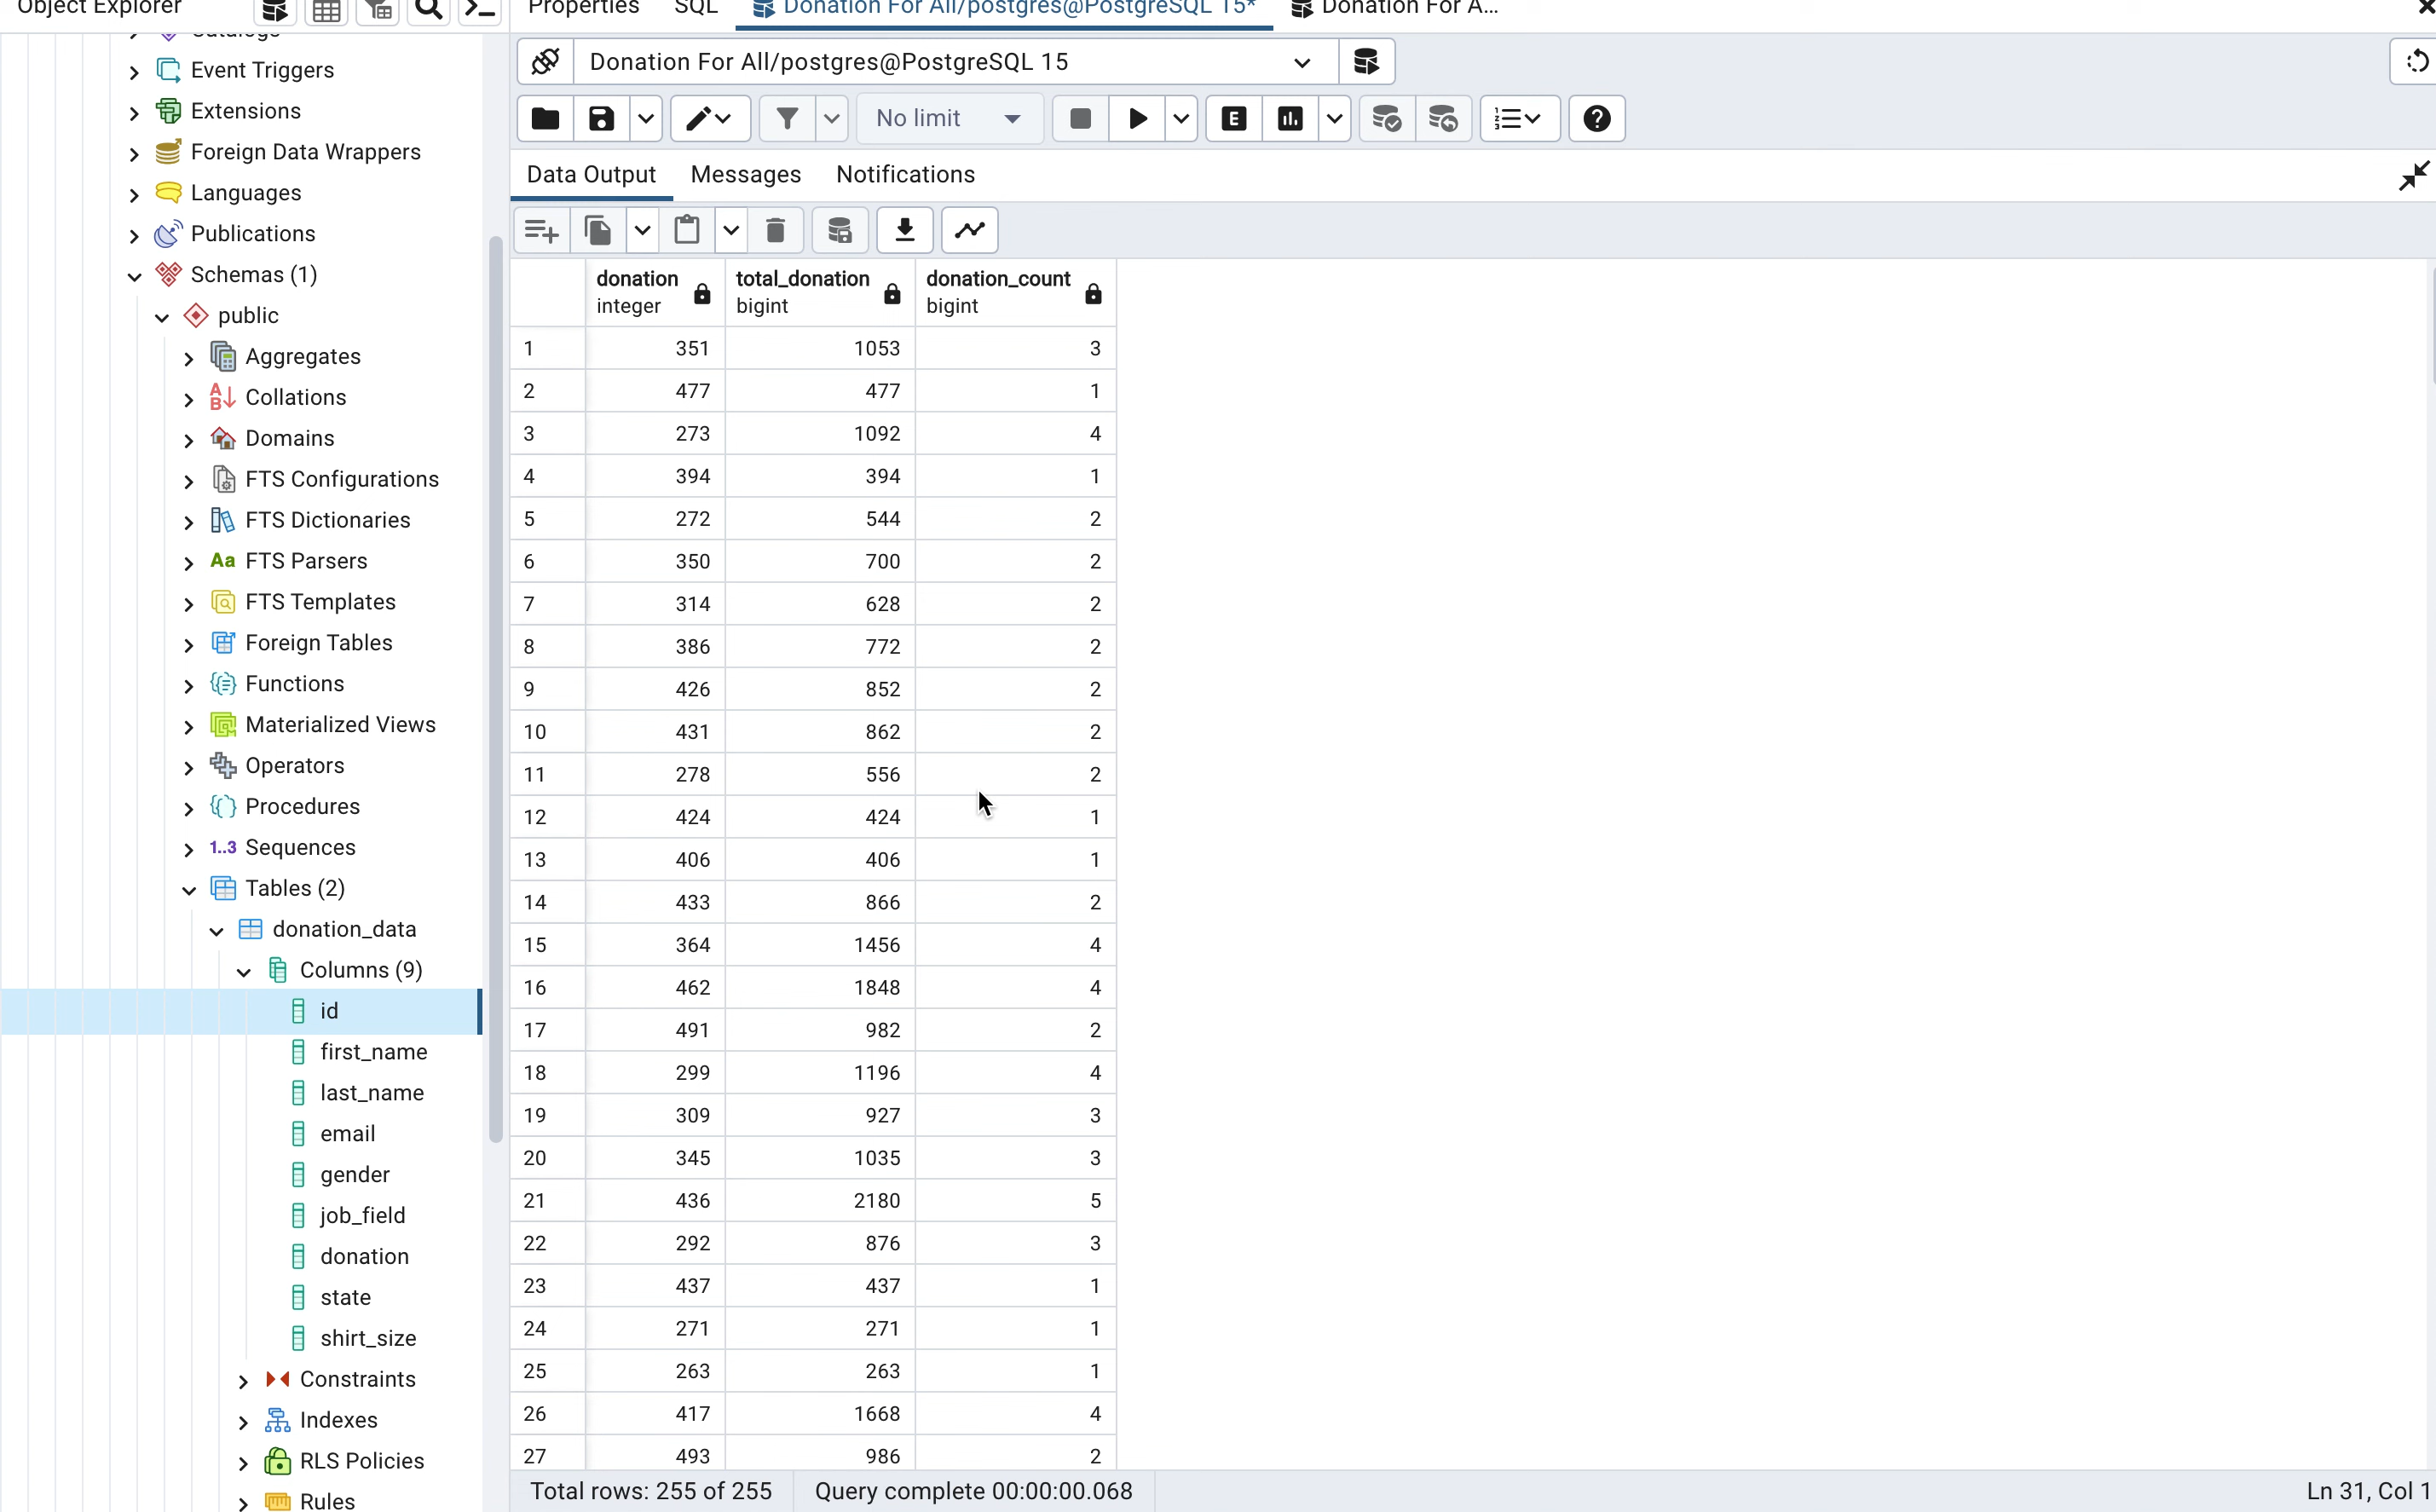 Object Explorer
Properties
SQL
Donation For All/postgres@PostgreSQL 15*
Donation For A...
Catalogs
Event Triggers
Extensions
Foreign Data Wrappers
Languages
Publications
Schemas (1)
public
Aggregates
Collations
Domains
FTS Configurations
FTS Dictionaries
Aa FTS Parsers
FTS Templates
Foreign Tables
Functions
Materialized Views
Operators
Procedures
1..3 Sequences
Tables (2)
donation_data
Columns (9)
id
first_name
last_name
email
gender
job_field
donation
state
shirt_size
Constraints
Indexes
RLS Policies
Rules
Donation For All/postgres@PostgreSQL 15
No limit
E
Data Output Messages Notifications
donation total_donation donation_count
integer bigint bigint
1 351 1053 3
2 477 477 1
3 273 1092 4
4 394 394 1
5 272 544 2
6 350 700 2
7 314 628 2
8 386 772 2
9 426 852 2
10 431 862 2
11 278 556 2
12 424 424 1
13 406 406 1
14 433 866 2
15 364 1456 4
16 462 1848 4
17 491 982 2
18 299 1196 4
19 309 927 3
20 345 1035 3
21 436 2180 5
22 292 876 3
23 437 437 1
24 271 271 1
25 263 263 1
26 417 1668 4
27 493 986 2
Total rows: 255 of 255 Query complete 00:00:00.068 Ln 31, Col 1